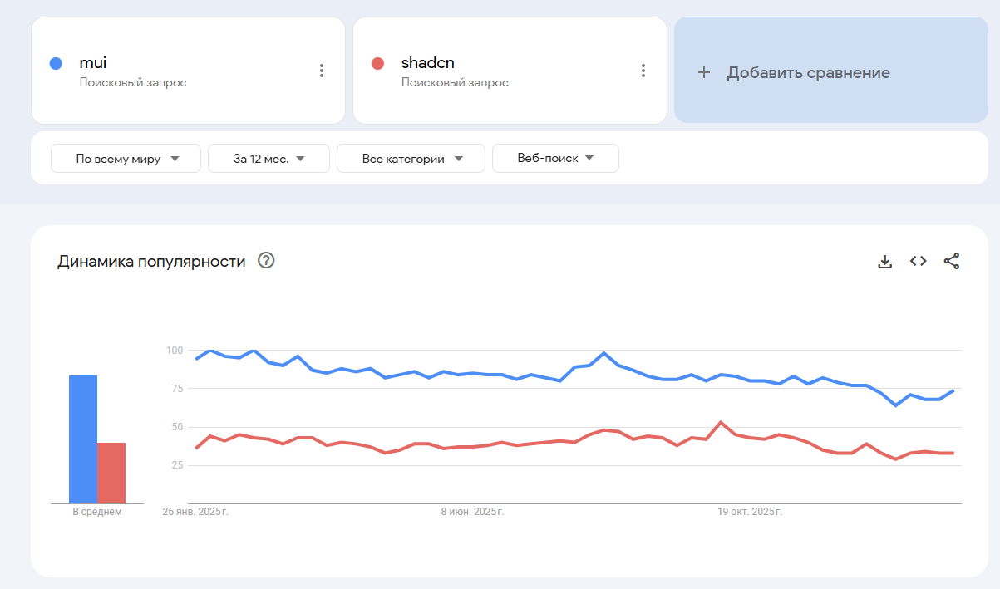 mui
Поисковый запрос
shadcn
Поисковый запрос
+ Добавить сравнение
По всему миру
За 12 мес.
Все категории
Веб-поиск
Динамика популярности
100
75
50
25
В среднем
26 янв. 2025 г.
8 июн. 2025 г.
19 окт. 2025 г.